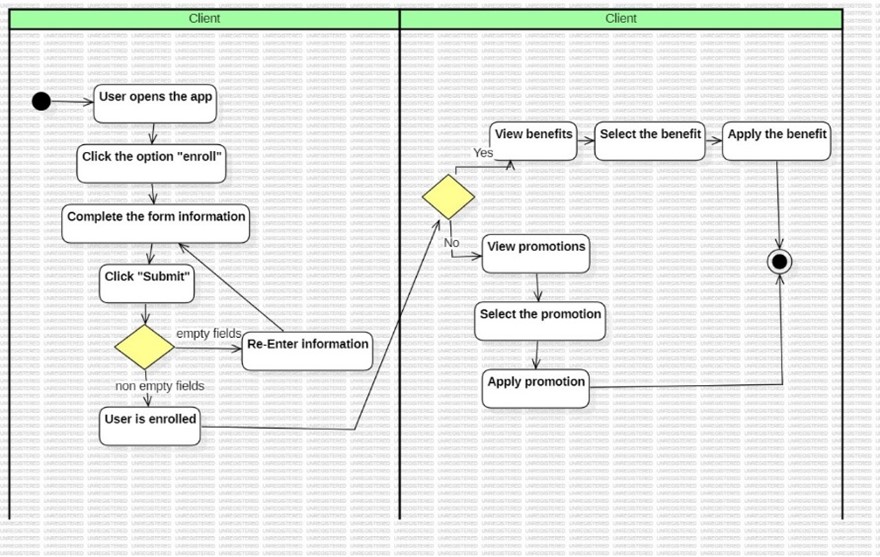 Client
Client
User opens the app
Click the option "enroll"
Complete the form information
Click "Submit"
empty fields
Re-Enter information
non empty fields
User is enrolled
Yes
View benefits
Select the benefit
Apply the benefit
No
View promotions
Select the promotion
Apply promotion